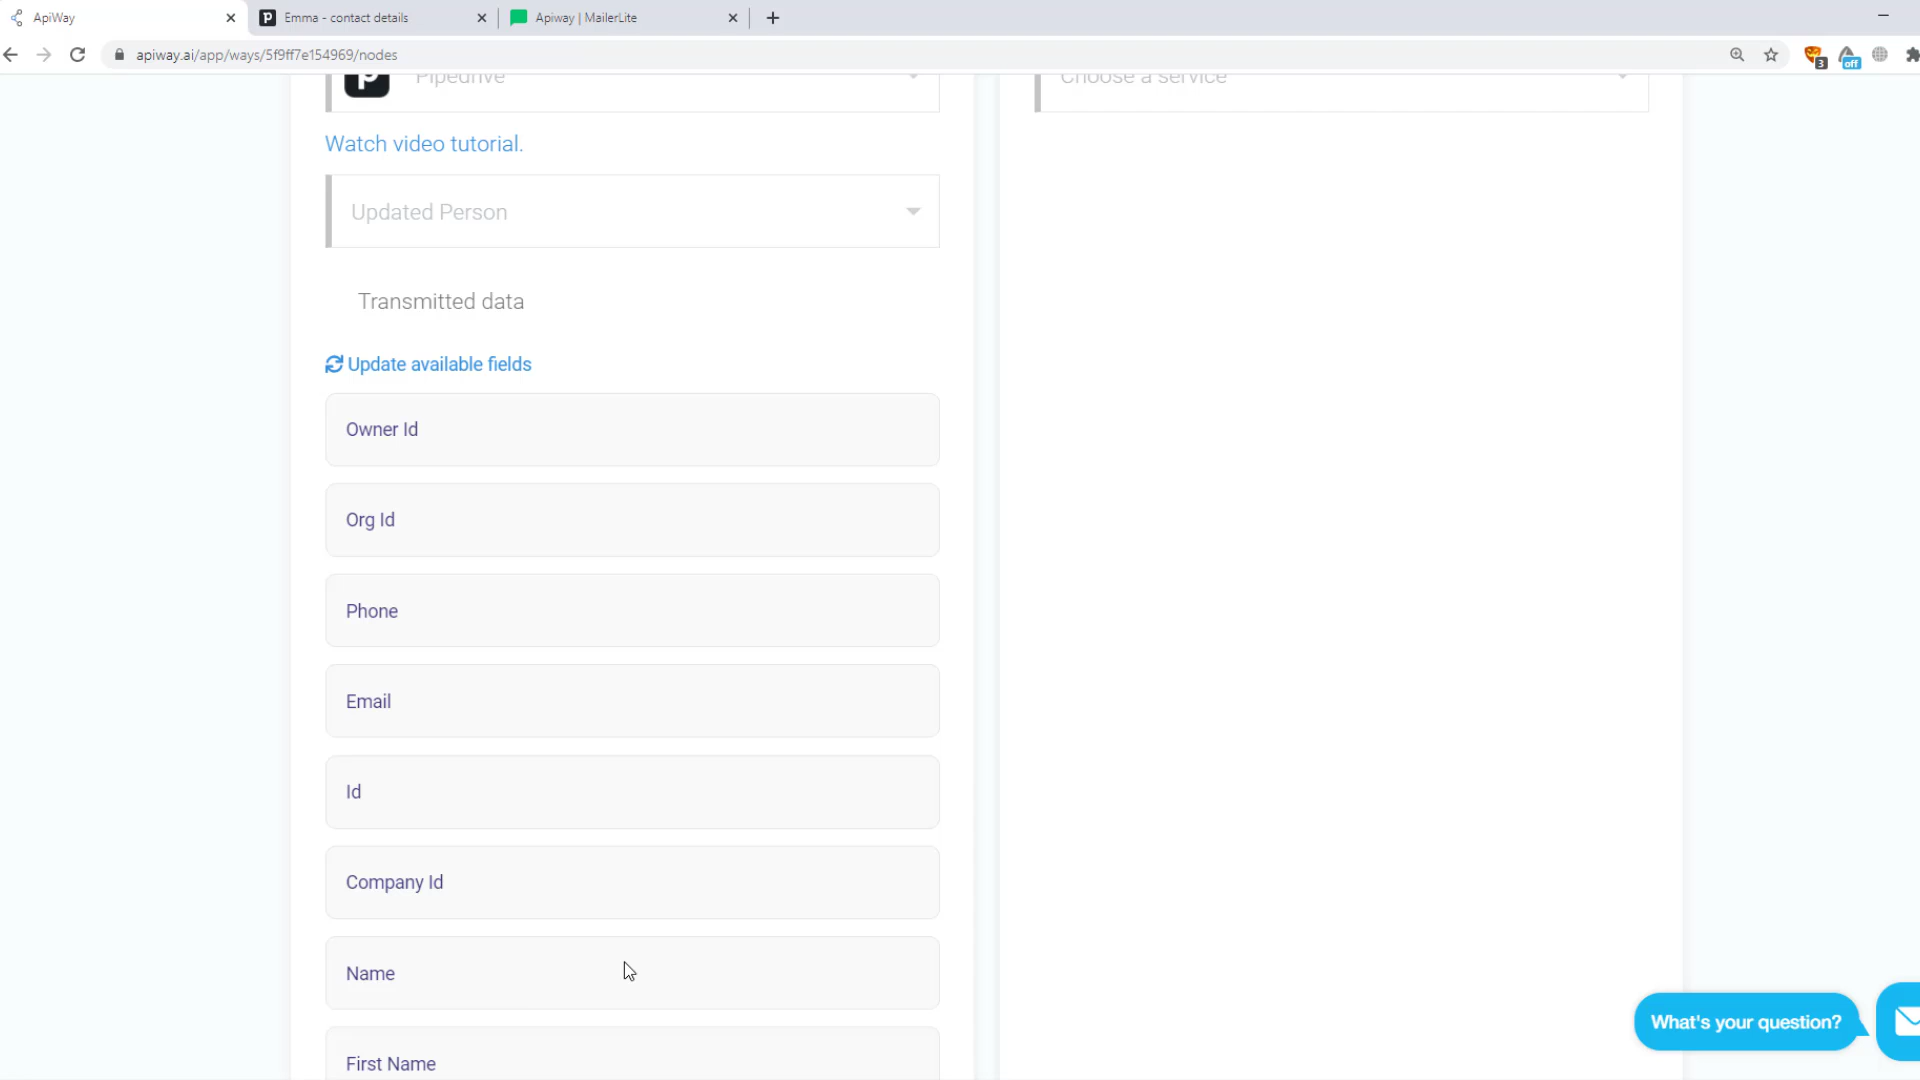 ApiWay
Emma - contact details
Apiway | MailerLite
apiway.ai/app/ways/5f9ff7e154969/nodes
3
off
Pipedrive
Choose a service
Watch video tutorial.
Updated Person
Transmitted data
Update available fields
Owner Id
Org Id
Phone
Email
Id
Company Id
Name
First Name
What's your question?